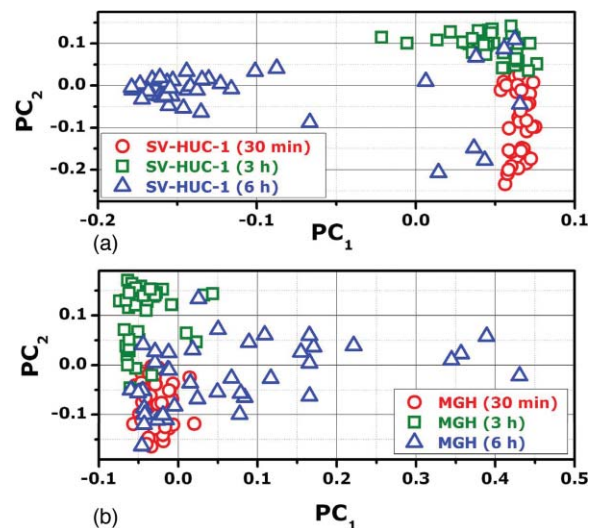 0.1
0.0
-0.1
-0.2
PC2
SV-HUC-1 (30 min)
SV-HUC-1 (3 h)
SV-HUC-1 (6 h)
-0.2 -0.1 0.0 0.1
(a)
PC1
0.1
0.0
-0.1
PC2
MGH (30 min)
MGH (3 h)
MGH (6 h)
-0.1 0.0 0.1 0.2 0.3 0.4 0.5
(b)
PC1